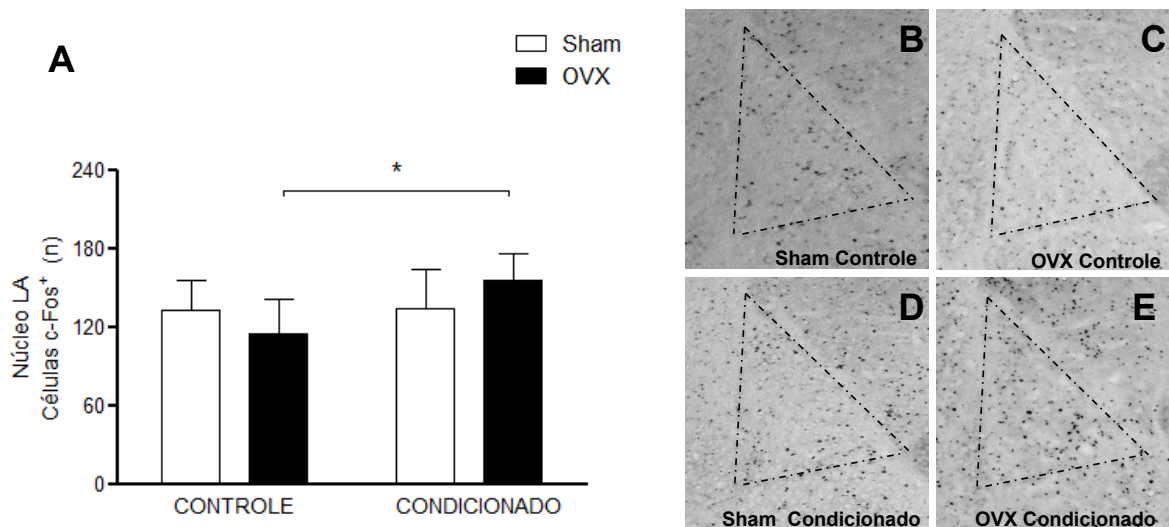 A
Sham
OVX
Núcleo LA
Células c-Fos⁺ (n)
240
180
120
60
0
*
CONTROLE
CONDICIONADO
B
Sham Controle
C
OVX Controle
D
Sham Condicionado
E
OVX Condicionado